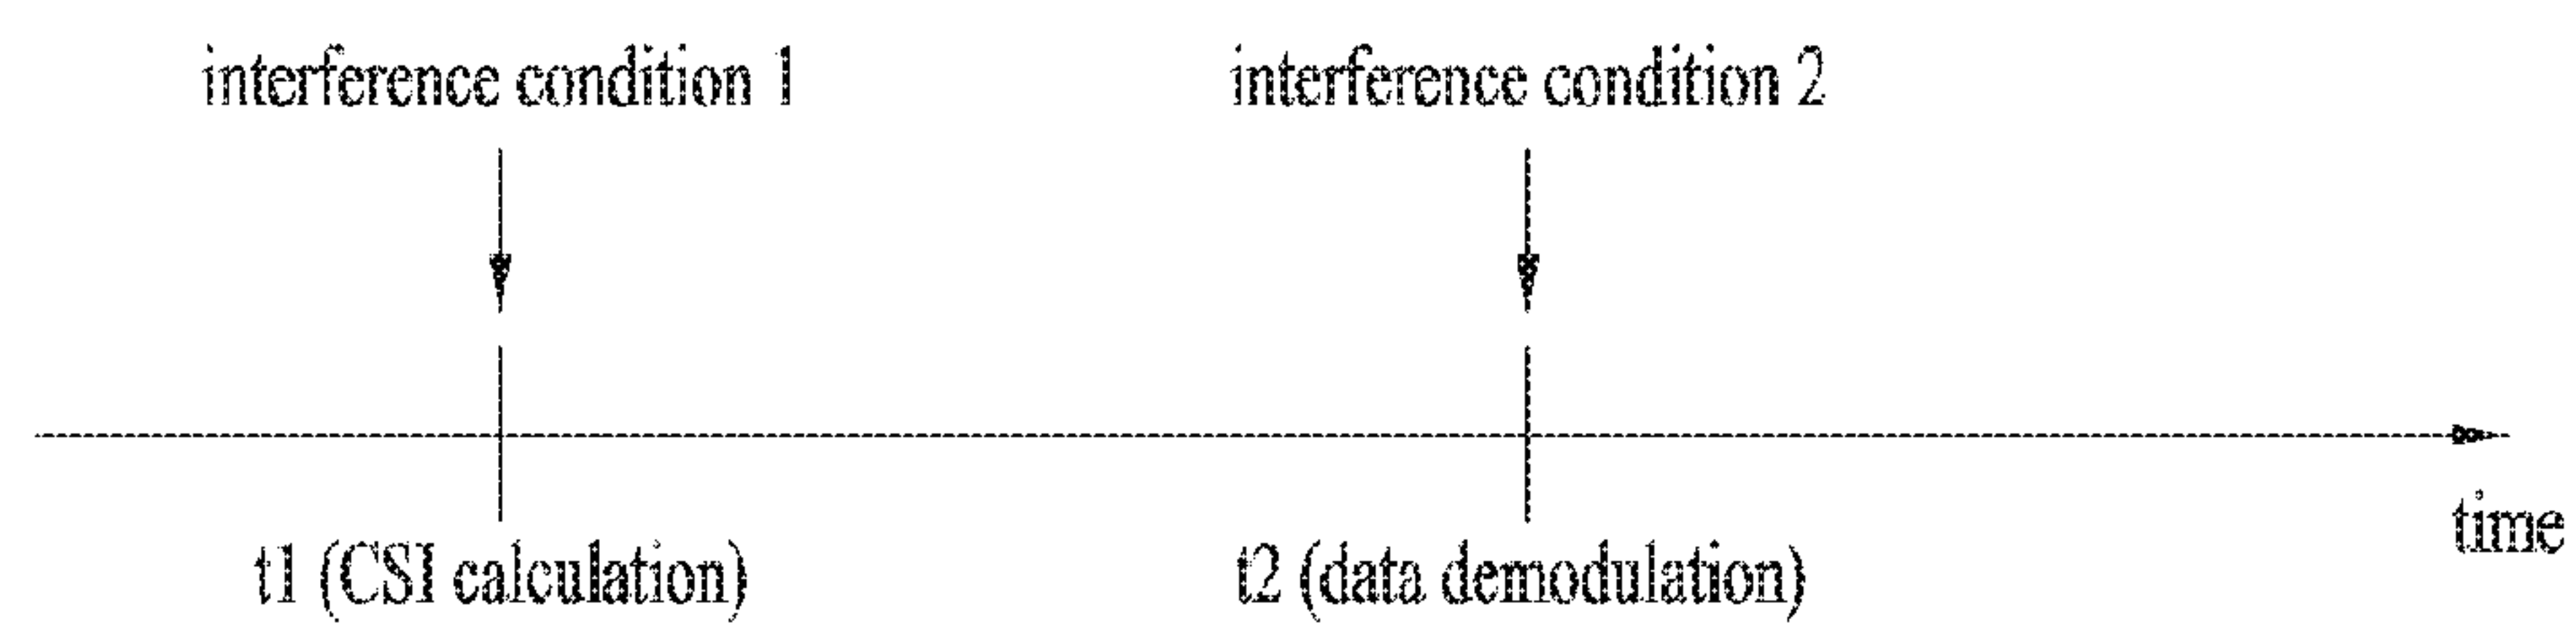 interference condition 1
interference condition 2
time
t1 (CSI calculation)
t2 (data demodulation)